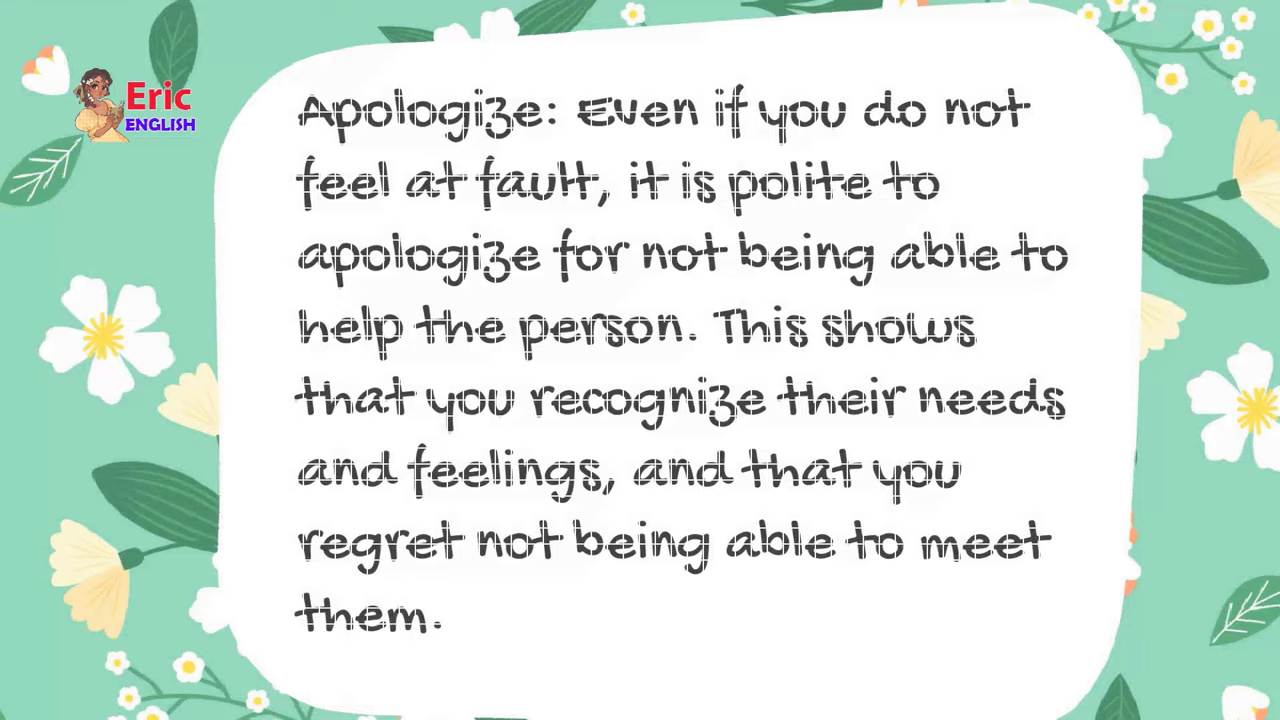 Eric
ENGLISH
Apologize: Even if you do not
feel at fault, it is polite to
apologize for not being able to
help the person. This shows
that you recognize their needs
and feelings, and that you
regret not being able to meet
them.